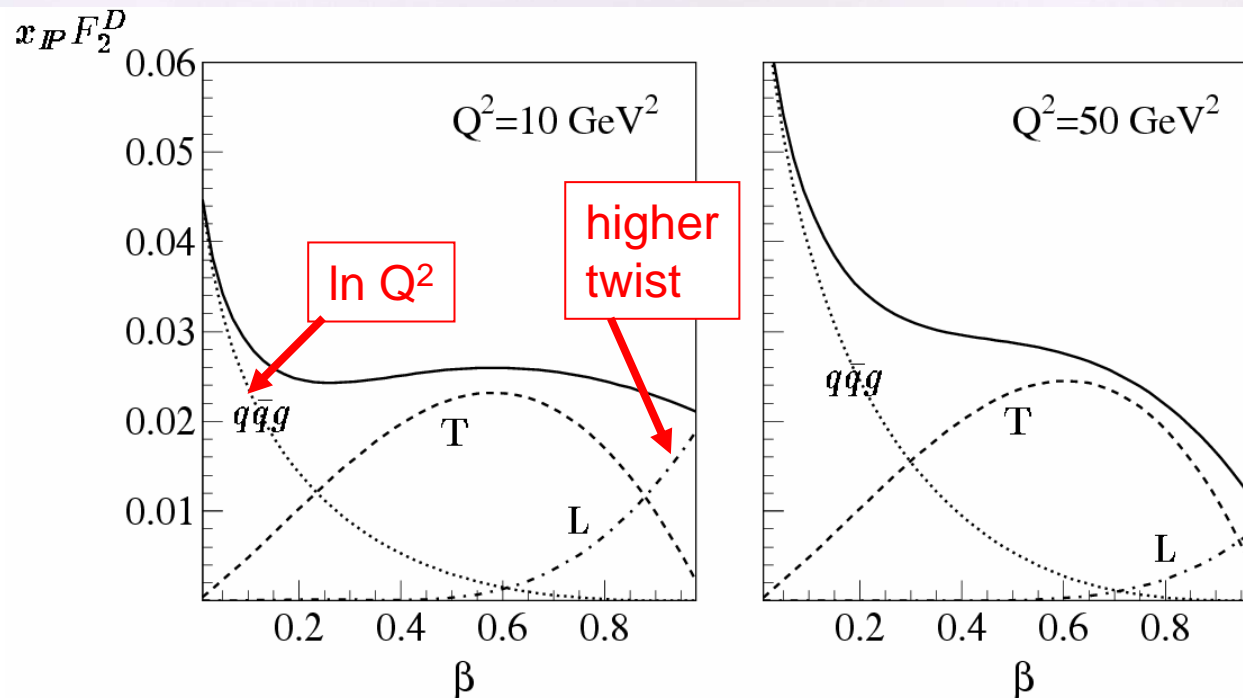 x_{IP} F_2^D
0.06
0.05
0.04
0.03
0.02
0.01
Q²=10 GeV²
ln Q²
higher
twist
qq̄g
T
L
0.2 0.4 0.6 0.8
β
Q²=50 GeV²
qq̄g
T
L
0.2 0.4 0.6 0.8
β